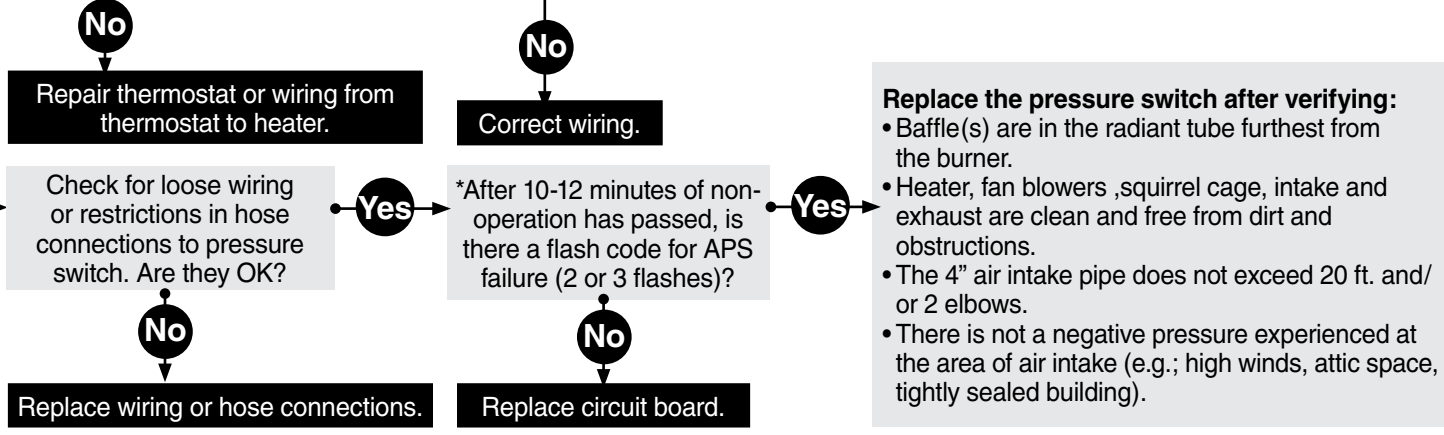 No
No
Repair thermostat or wiring from
thermostat to heater.
Correct wiring.
Check for loose wiring
or restrictions in hose
connections to pressure
switch. Are they OK?
Yes
*After 10-12 minutes of non-
operation has passed, is
there a flash code for APS
failure (2 or 3 flashes)?
Yes
Replace the pressure switch after verifying:
• Baffle(s) are in the radiant tube furthest from
the burner.
• Heater, fan blowers ,squirrel cage, intake and
exhaust are clean and free from dirt and
obstructions.
• The 4” air intake pipe does not exceed 20 ft. and/
or 2 elbows.
• There is not a negative pressure experienced at
the area of air intake (e.g.; high winds, attic space,
tightly sealed building).
No
No
Replace wiring or hose connections.
Replace circuit board.